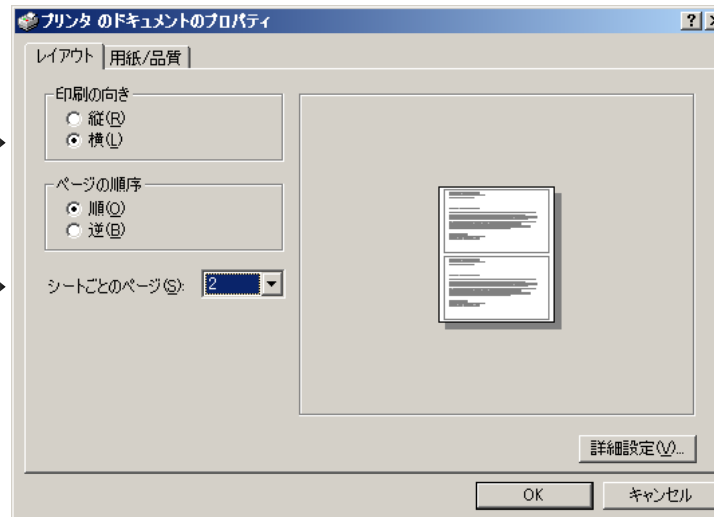 プリンタ のドキュメントのプロパティ
レイアウト 用紙/品質
印刷の向き
縦(R)
横(L)
ページの順序
順(O)
逆(B)
シートごとのページ(S): 2
詳細設定(V)...
OK キャンセル